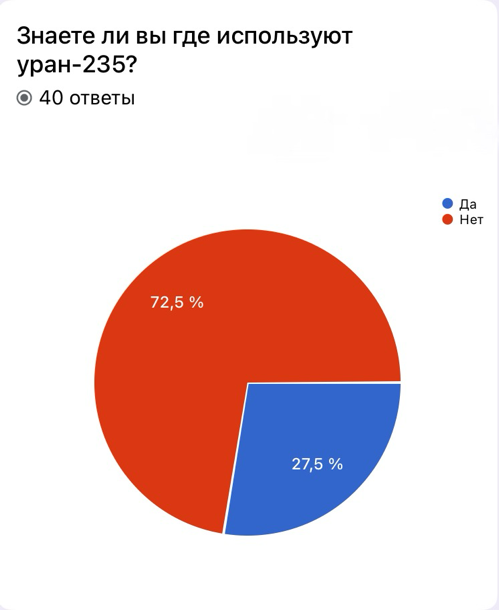 Знаете ли вы где используют
уран-235?
40 ответы
Да
Нет
72,5 %
27,5 %